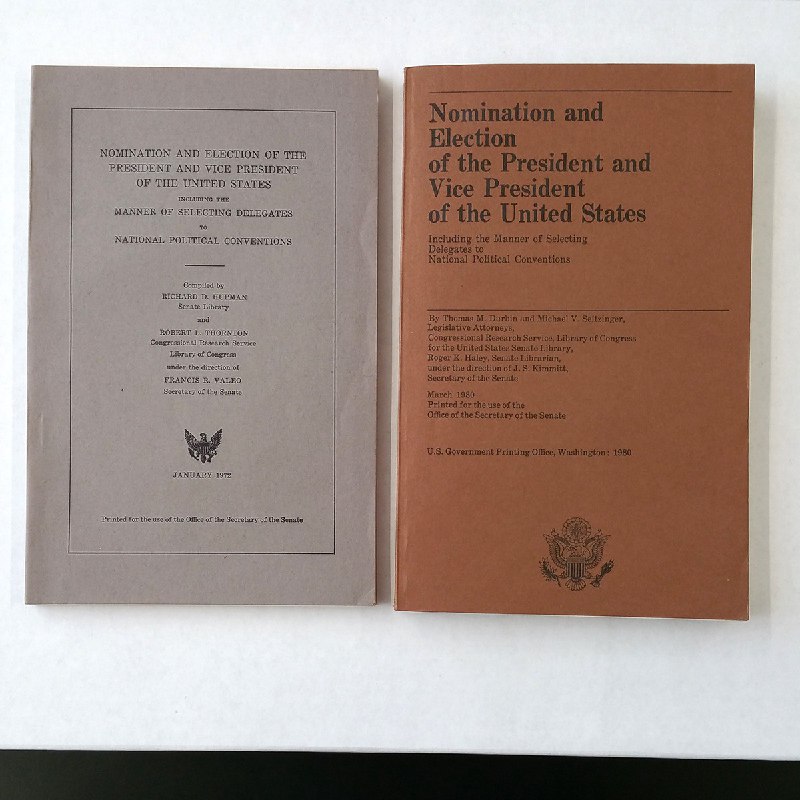 NOMINATION AND ELECTION OF THE
PRESIDENT AND VICE PRESIDENT
OF THE UNITED STATES
INCLUDING THE
MANNER OF SELECTING DELEGATES
TO
NATIONAL POLITICAL CONVENTIONS
Compiled by
RICHARD D. HUPMAN
Senate Library
and
ROBERT L. THORNTON
Congressional Research Service
Library of Congress
under the direction of
FRANCIS R. VALEO
Secretary of the Senate
JANUARY 1972
Printed for the use of the Office of the Secretary of the Senate
Nomination and
Election
of the President and
Vice President
of the United States
Including the Manner of Selecting
Delegates to
National Political Conventions
By Thomas M. Durbin and Michael V. Seitzinger,
Legislative Attorneys,
Congressional Research Service, Library of Congress
for the United States Senate Library,
Roger K. Haley, Senate Librarian,
under the direction of J. S. Kimmitt,
Secretary of the Senate
March 1980
Printed for the use of the
Office of the Secretary of the Senate
U.S. Government Printing Office, Washington: 1980